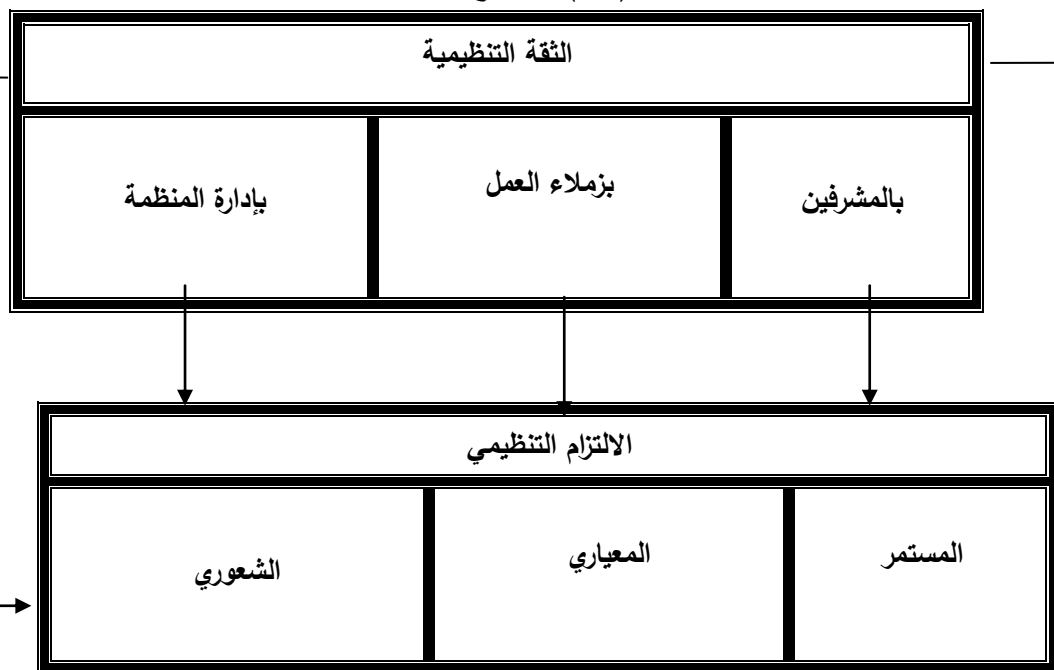 الثقة التنظيمية
بالمشرفين
بزملاء العمل
بإدارة المنظمة
الالتزام التنظيمي
المستمر
المعياري
الشعوري